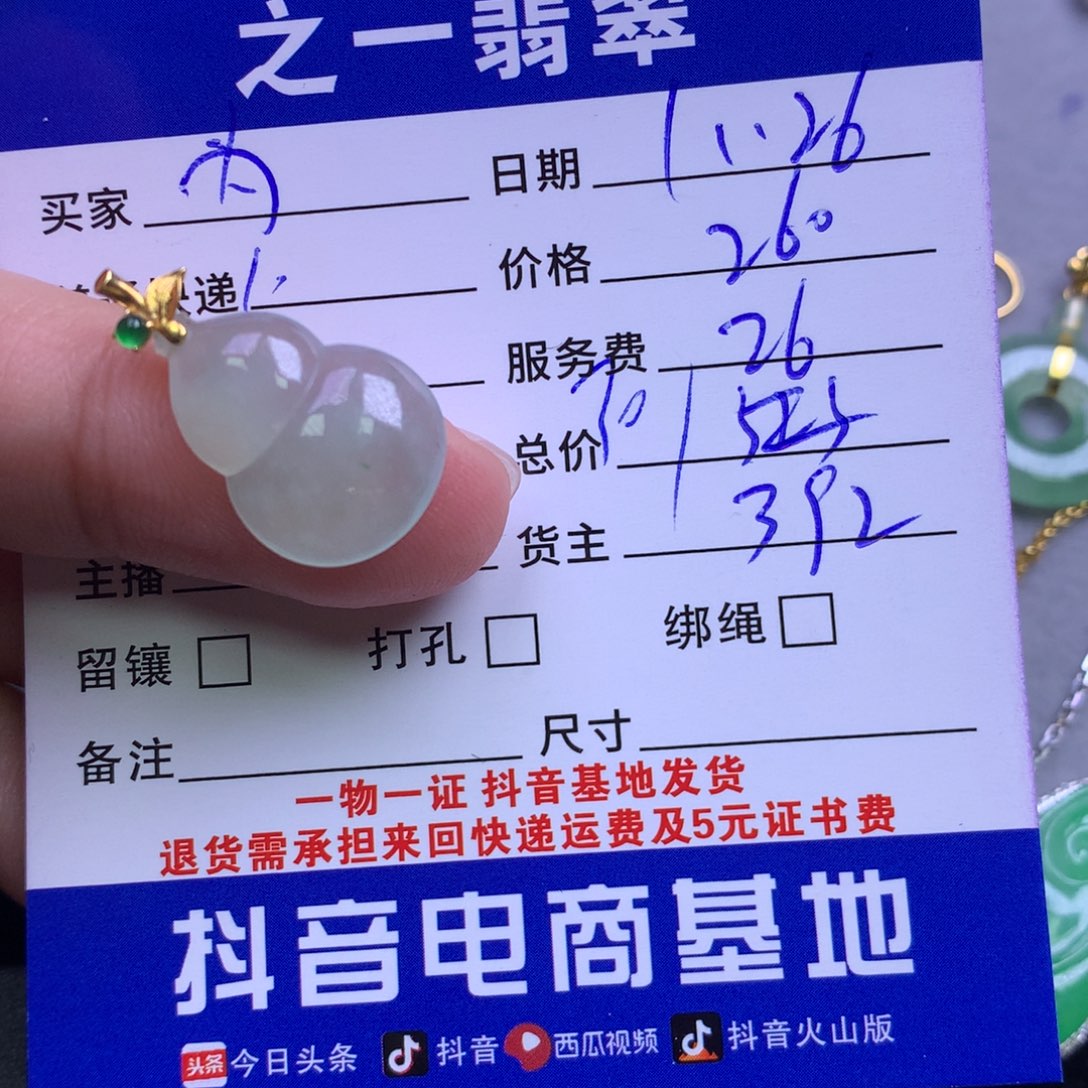 之一翡翠
买家 日期 11.26
快递 价格 260
服务费 26
总价
货主 392
主播
留镶 打孔 绑绳
备注 尺寸
一物一证 抖音基地发货
退货需承担来回快递运费及5元证书费
抖音电商基地
头条 今日头条 抖音 西瓜视频 抖音火山版